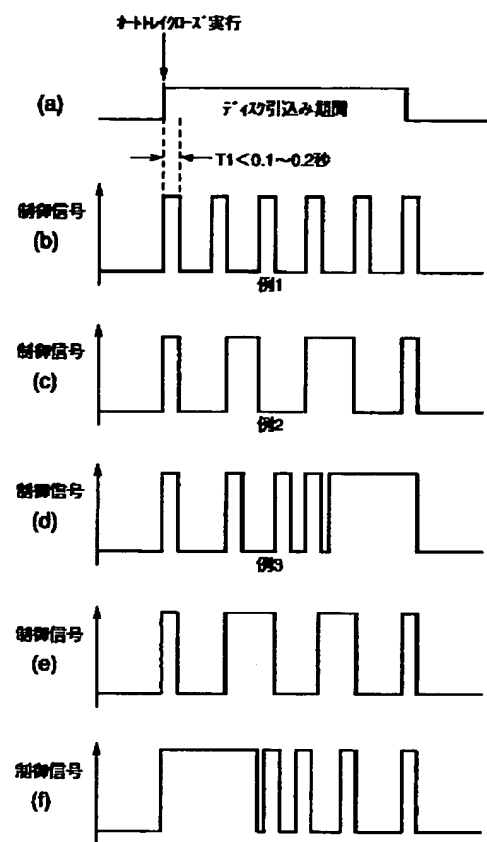 オートトレイクローズ実行
(a)
ディスク引込み期間
T1<0.1~0.2秒
制御信号
(b)
例1
制御信号
(c)
例2
制御信号
(d)
例3
制御信号
(e)
制御信号
(f)